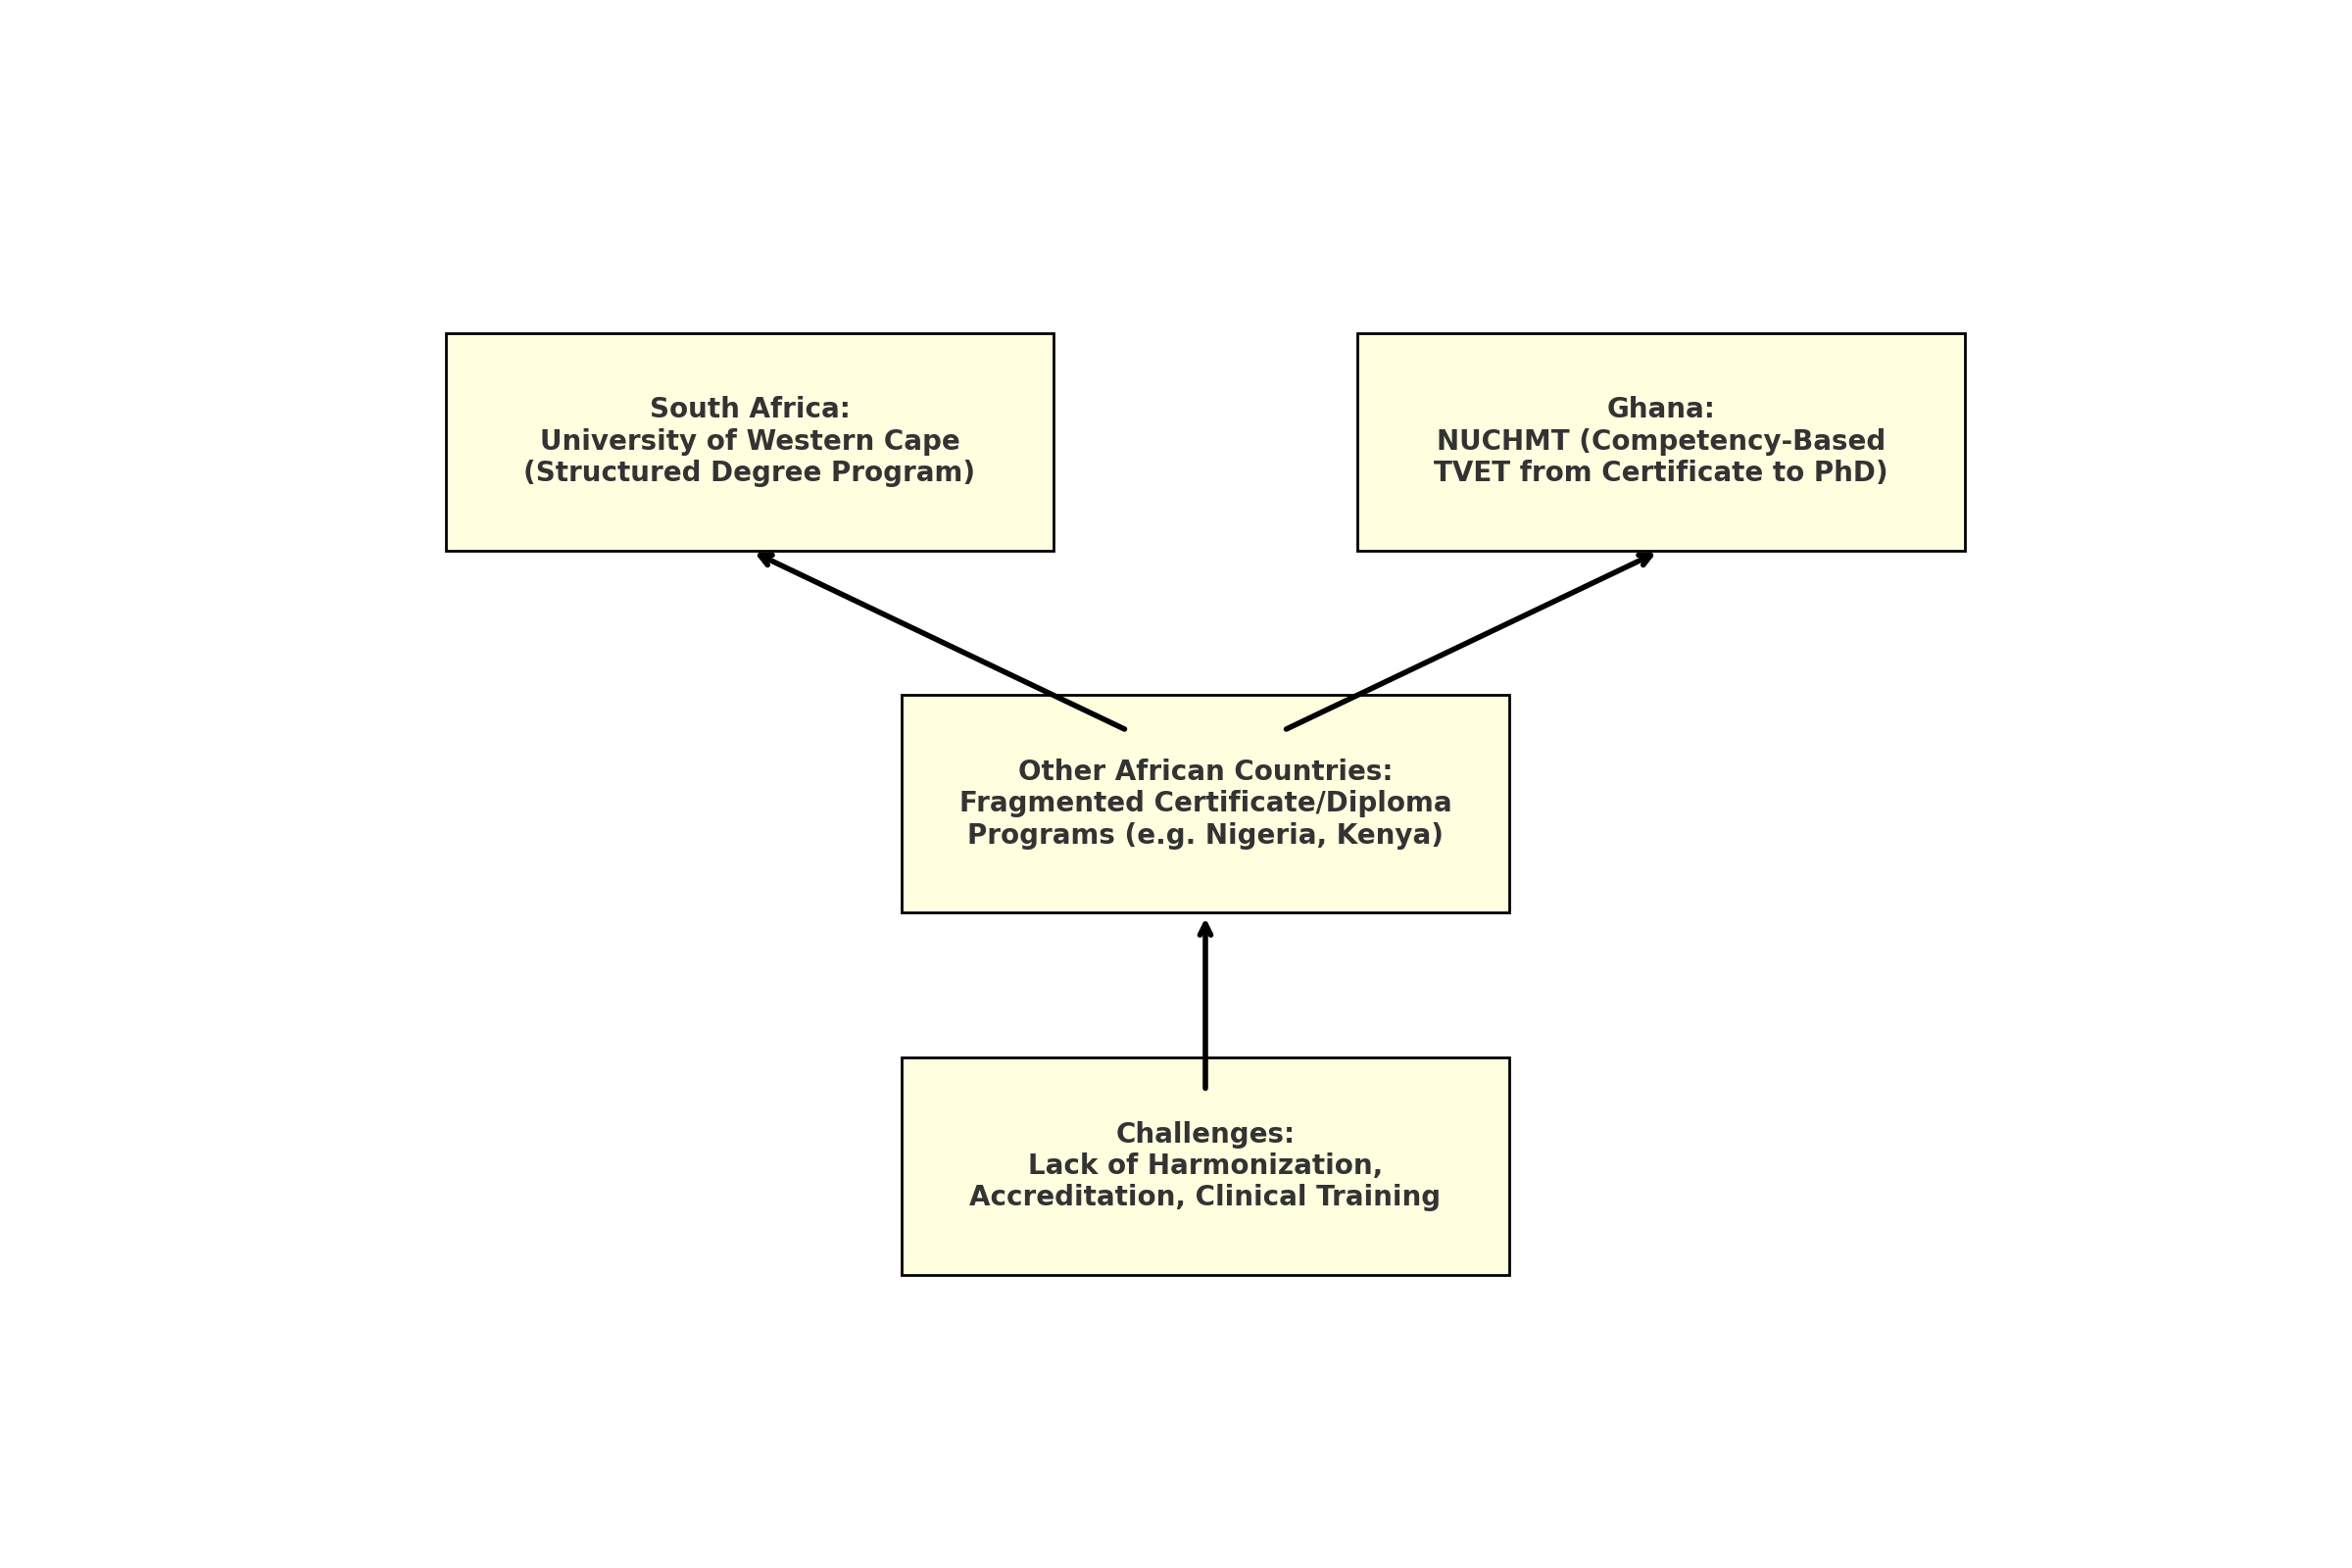 South Africa:
University of Western Cape
(Structured Degree Program)
Ghana:
NUCHMT (Competency-Based
TVET from Certificate to PhD)
Other African Countries:
Fragmented Certificate/Diploma
Programs (e.g. Nigeria, Kenya)
Challenges:
Lack of Harmonization,
Accreditation, Clinical Training